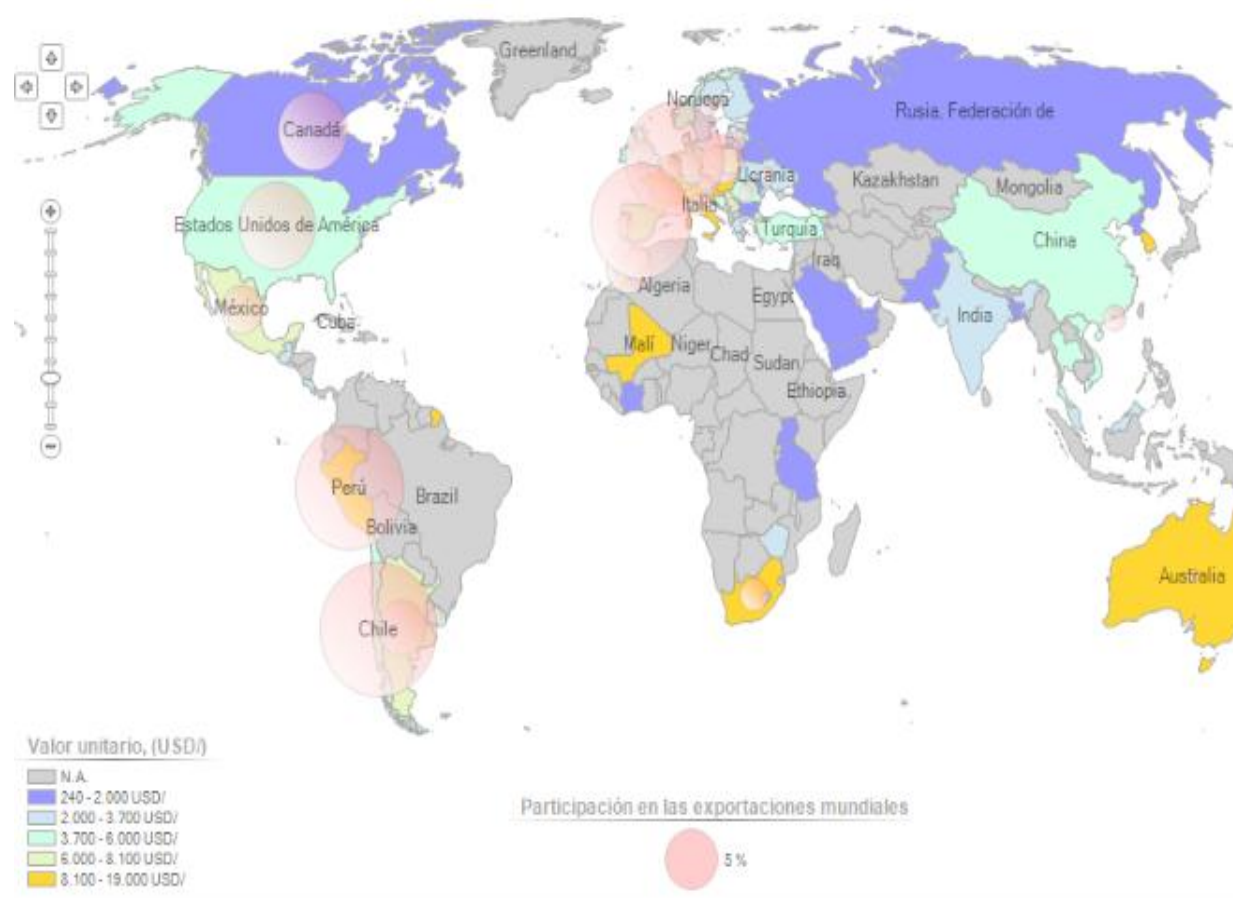 Greenland
Noruega
Canadá
Rusia, Federación de
Ucrania
Kazakhstan
Mongolia
Estados Unidos de América
Italia
Turquía
China
Iraq
México
Algeria
Egypt
Cuba
India
Malí
Niger
Chad
Sudan
Ethiopia
Perú
Brazil
Bolivia
Australia
Chile
Valor unitario, (USD/)
N.A.
240 - 2.000 USD/
2.000 - 3.700 USD/
3.700 - 6.000 USD/
6.000 - 8.100 USD/
8.100 - 19.000 USD/
Participación en las exportaciones mundiales
5 %